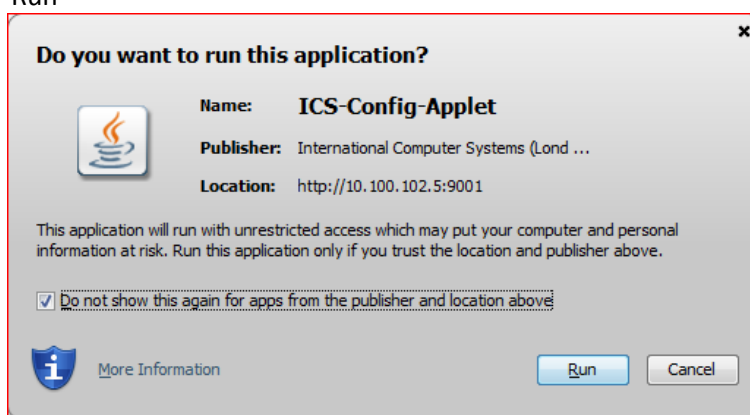 Run
Do you want to run this application?
Name: ICS-Config-Applet
Publisher: International Computer Systems (Lond ...
Location: http://10.100.102.5:9001
This application will run with unrestricted access which may put your computer and personal
information at risk. Run this application only if you trust the location and publisher above.
Do not show this again for apps from the publisher and location above
More Information
Run Cancel